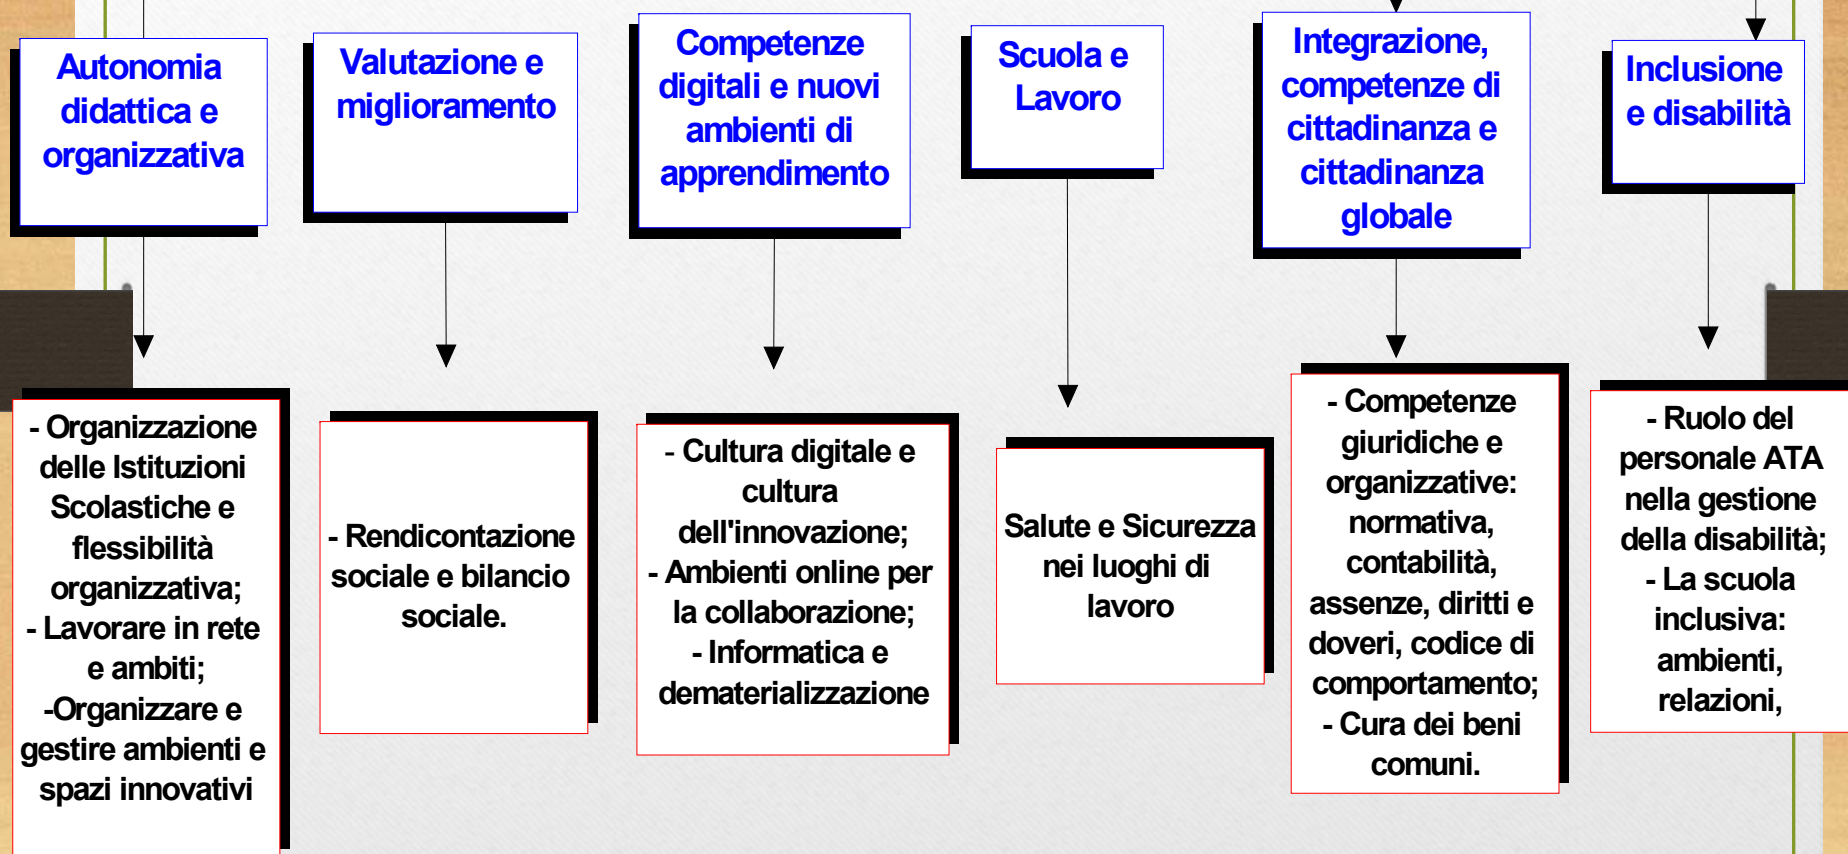 Autonomia
didattica e
organizzativa
Valutazione e
miglioramento
Competenze
digitali e nuovi
ambienti di
apprendimento
Scuola e
Lavoro
Integrazione,
competenze di
cittadinanza e
cittadinanza
globale
Inclusione
e disabilità
- Organizzazione
delle Istituzioni
Scolastiche e
flessibilità
organizzativa;
- Lavorare in rete
e ambiti;
-Organizzare e
gestire ambienti e
spazi innovativi
- Rendicontazione
sociale e bilancio
sociale.
- Cultura digitale e
cultura
dell'innovazione;
- Ambienti online per
la collaborazione;
- Informatica e
dematerializzazione
Salute e Sicurezza
nei luoghi di
lavoro
- Competenze
giuridiche e
organizzative:
normativa,
contabilità,
assenze, diritti e
doveri, codice di
comportamento;
- Cura dei beni
comuni.
- Ruolo del
personale ATA
nella gestione
della disabilità;
- La scuola
inclusiva:
ambienti,
relazioni,